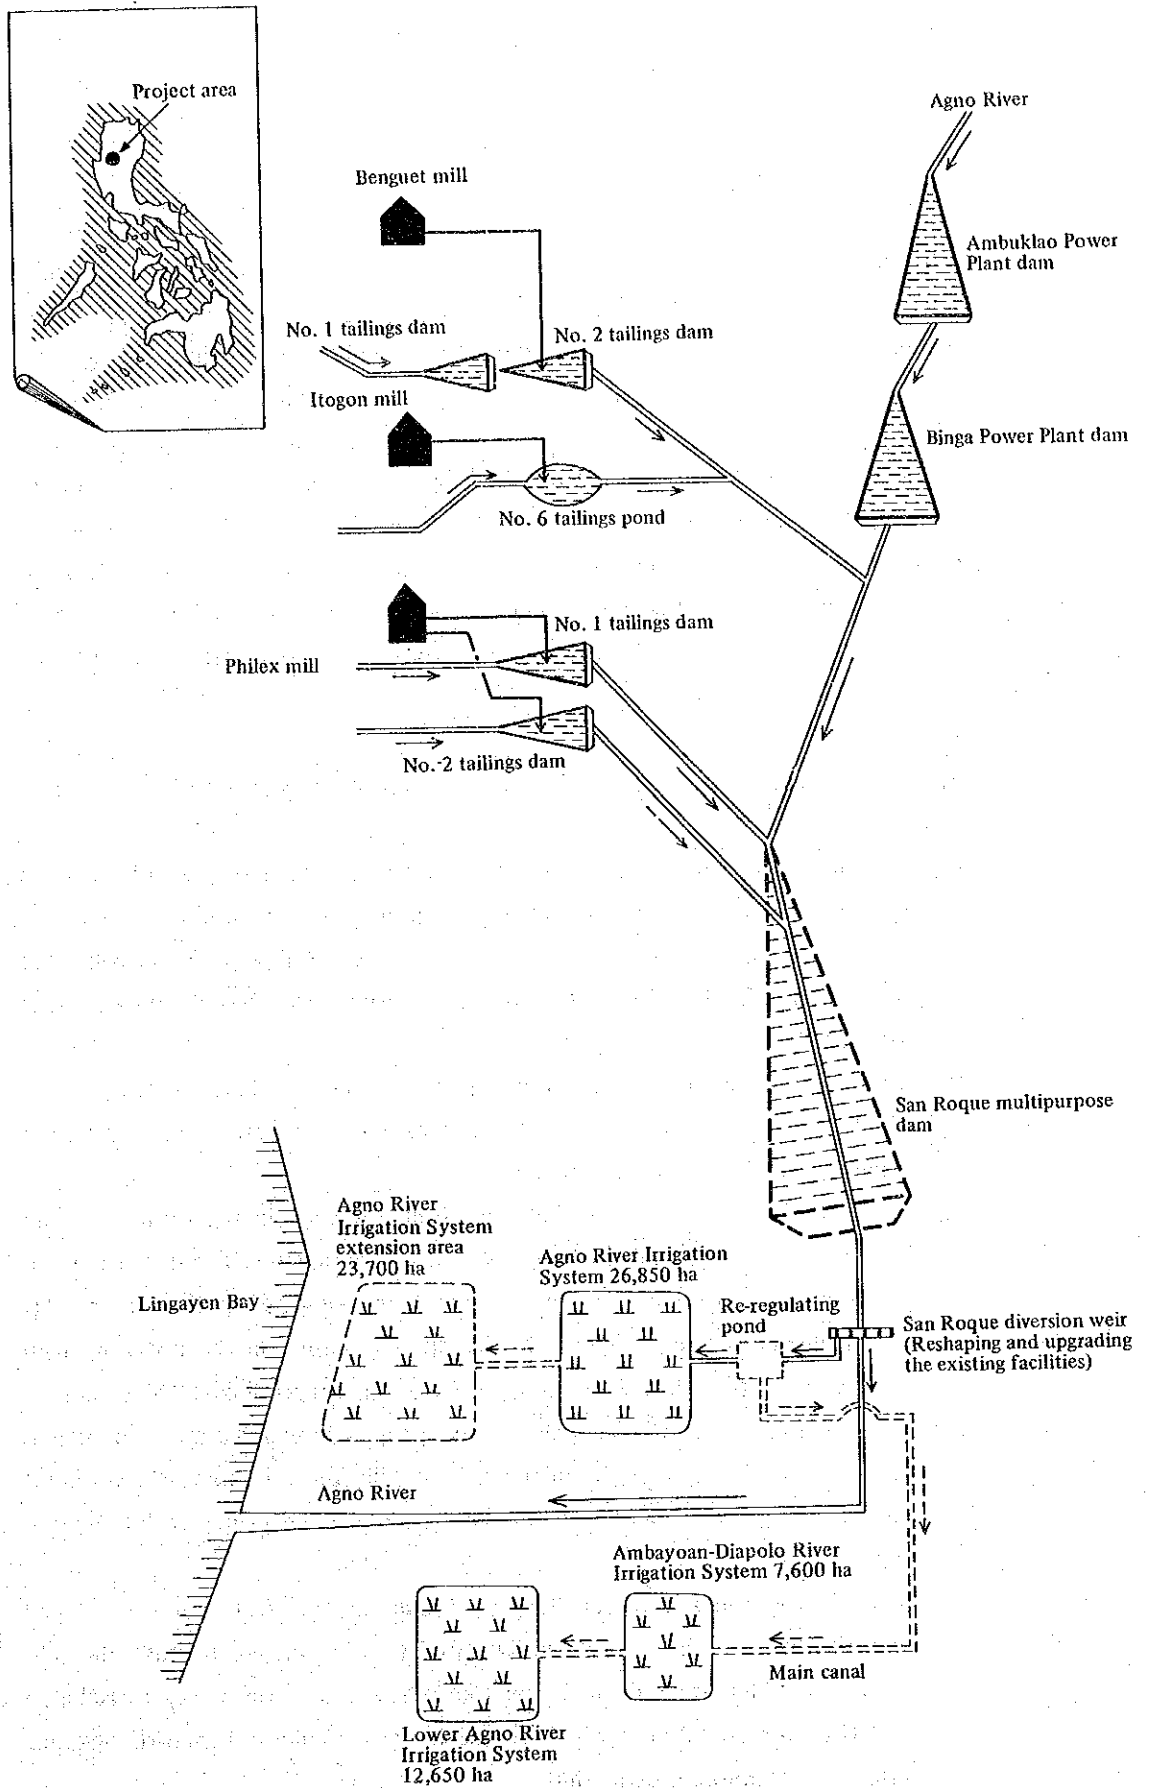 Project area
Agno River
Benguet mill
Ambuklao Power
Plant dam
No. 1 tailings dam
No. 2 tailings dam
Itogon mill
Binga Power Plant dam
No. 6 tailings pond
No. 1 tailings dam
Philex mill
No. 2 tailings dam
San Roque multipurpose
dam
Agno River
Irrigation System
extension area
23,700 ha
Agno River Irrigation
System 26,850 ha
Lingayen Bay
Re-regulating
pond
San Roque diversion weir
(Reshaping and upgrading
the existing facilities)
Agno River
Ambayoan-Diapolo River
Irrigation System 7,600 ha
Main canal
Lower Agno River
Irrigation System
12,650 ha